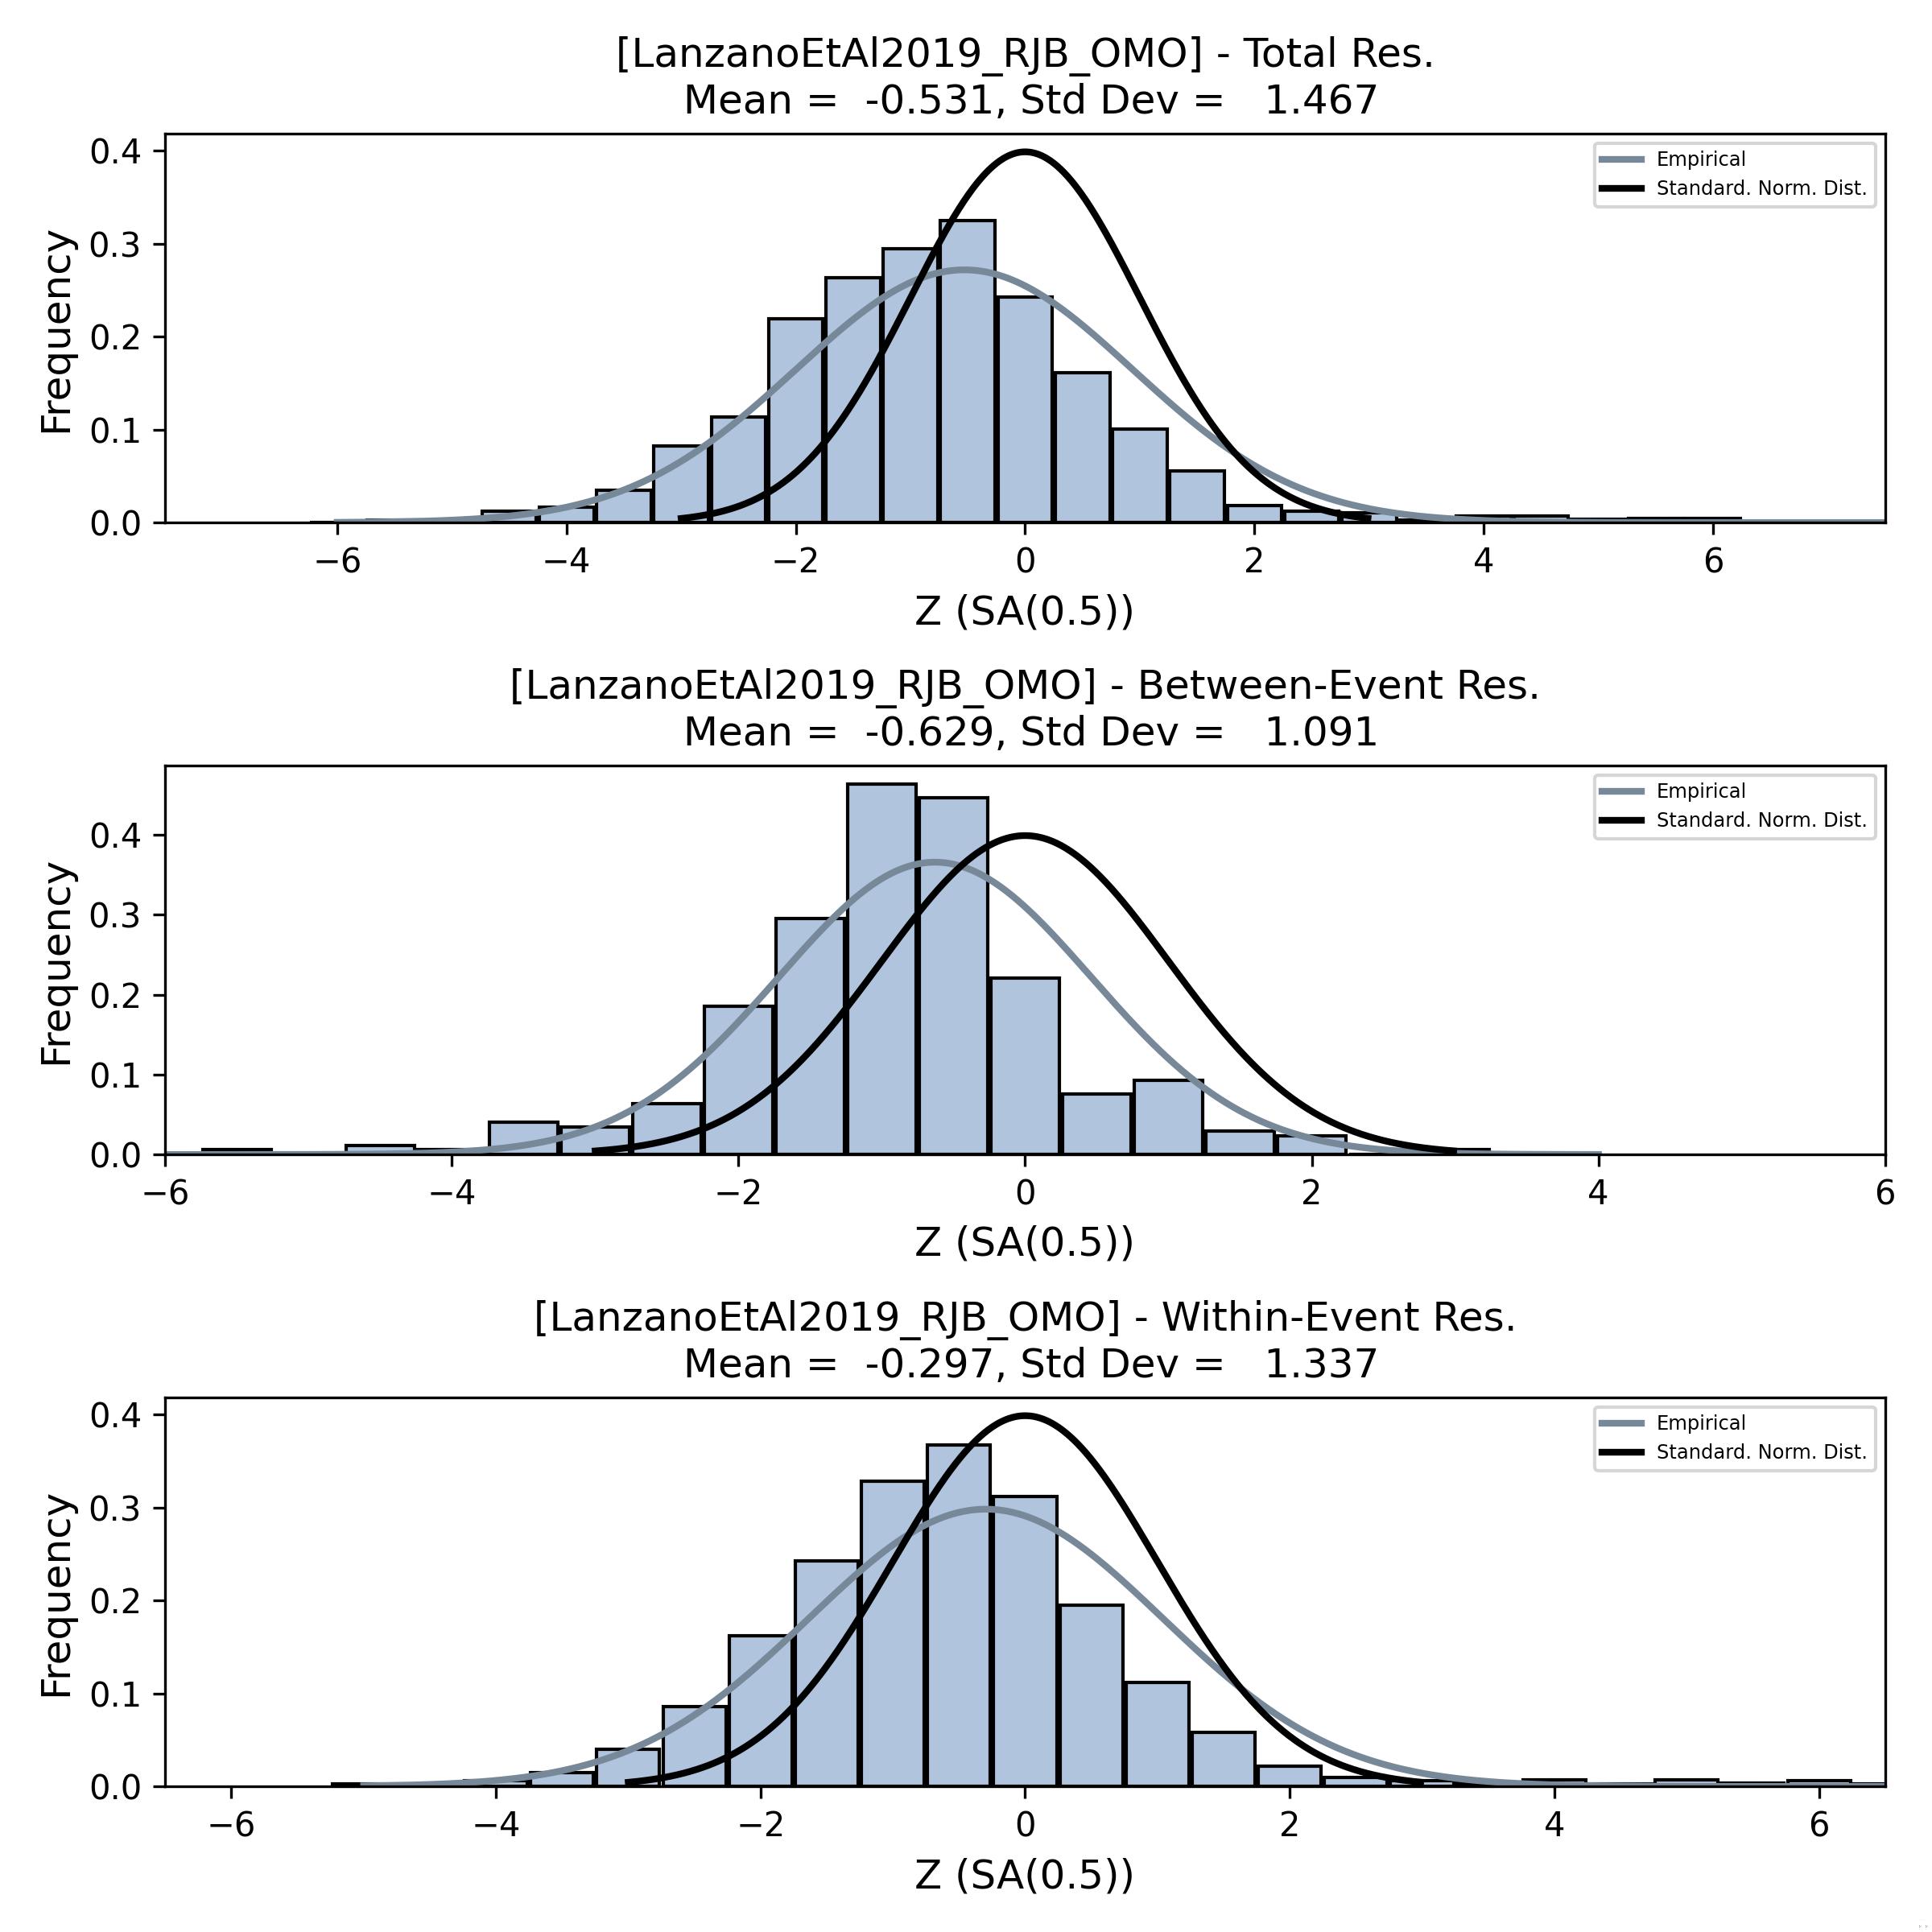 [LanzanoEtAl2019_RJB_OMO] - Total Res.
Mean =  -0.531, Std Dev =   1.467
Empirical
Standard. Norm. Dist.
Frequency
0.4
0.3
0.2
0.1
0.0
−6 −4 −2 0 2 4 6
Z (SA(0.5))
[LanzanoEtAl2019_RJB_OMO] - Between-Event Res.
Mean =  -0.629, Std Dev =   1.091
Empirical
Standard. Norm. Dist.
Frequency
0.4
0.3
0.2
0.1
0.0
−6 −4 −2 0 2 4 6
Z (SA(0.5))
[LanzanoEtAl2019_RJB_OMO] - Within-Event Res.
Mean =  -0.297, Std Dev =   1.337
Empirical
Standard. Norm. Dist.
Frequency
0.4
0.3
0.2
0.1
0.0
−6 −4 −2 0 2 4 6
Z (SA(0.5))